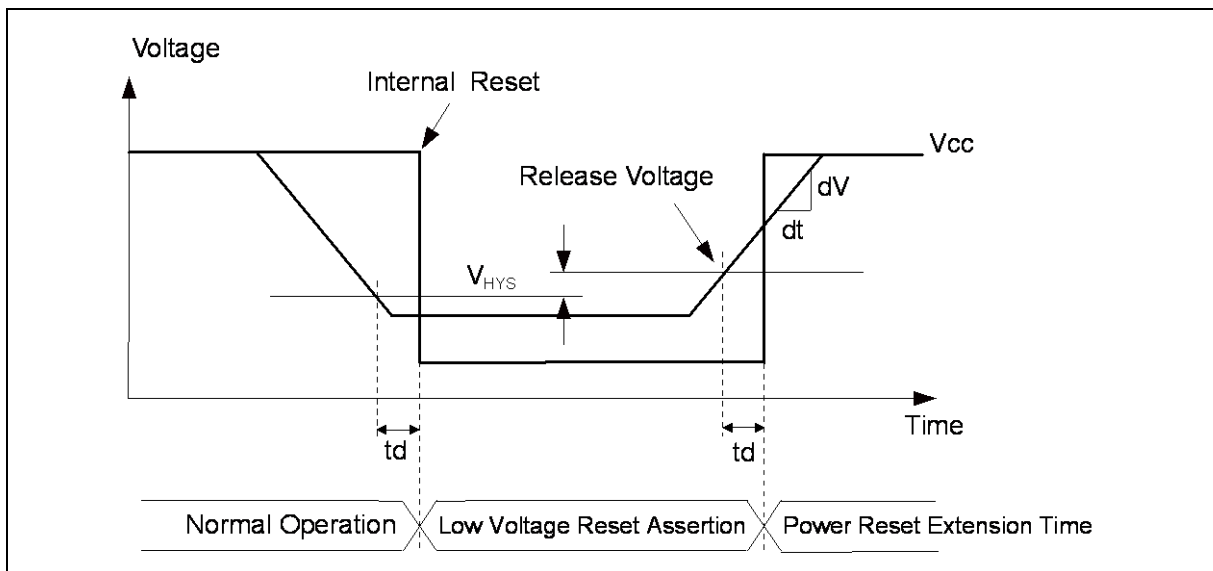 Voltage
Internal Reset
Vcc
Release Voltage
dV
dt
VHYS
Time
td
td
Normal Operation
Low Voltage Reset Assertion
Power Reset Extension Time